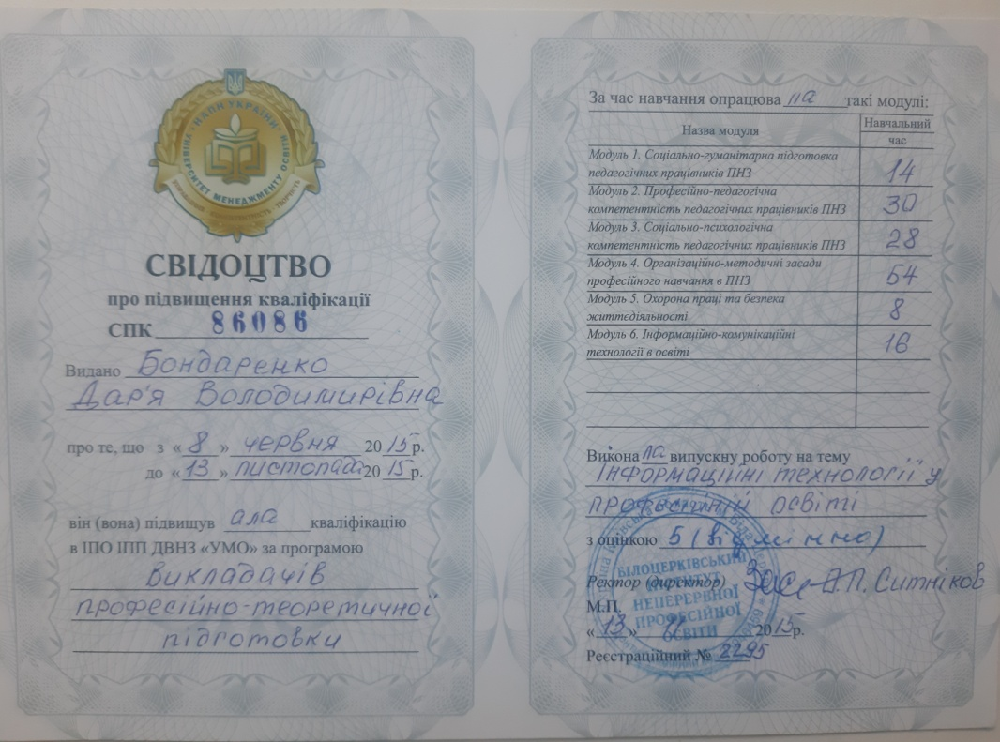 НАПН УКРАЇНИ
УНІВЕРСИТЕТ МЕНЕДЖМЕНТУ ОСВІТИ
СВІДОЦТВО
про підвищення кваліфікації
СПК 86086
Видано Бондаренко
Дар'я Володимирівна
про те, що з « 8 » червня 2015р.
до «13» листопада 2015р.
він (вона) підвищув ала кваліфікацію
в ІПО ІПП ДВНЗ «УМО» за програмою
викладачів
професійно-теоретичної
підготовки
За час навчання опрацюва ла такі модулі:
Назва модуля Навчальний час
Модуль 1. Соціально-гуманітарна підготовка
педагогічних працівників ПНЗ 14
Модуль 2. Професійно-педагогічна
компетентність педагогічних працівників ПНЗ 30
Модуль 3. Соціально-психологічна
компетентність педагогічних працівників ПНЗ 28
Модуль 4. Організаційно-методичні засади
професійного навчання в ПНЗ 54
Модуль 5. Охорона праці та безпека
життєдіяльності 8
Модуль 6. Інформаційно-комунікаційні
технології в освіті 16
Викона ла випускну роботу на тему
Інформаційні технології у
професійній освіті
з оцінкою 5 (відмінно)
Ректор (директор) А.П. Ситніков
М.П.
«13» 11 2015р.
Реєстраційний № 2295
БІЛОЦЕРКІВСЬКИЙ
ІНСТИТУТ
НЕПЕРЕРВНОЇ
ПРОФЕСІЙНОЇ
ОСВІТИ